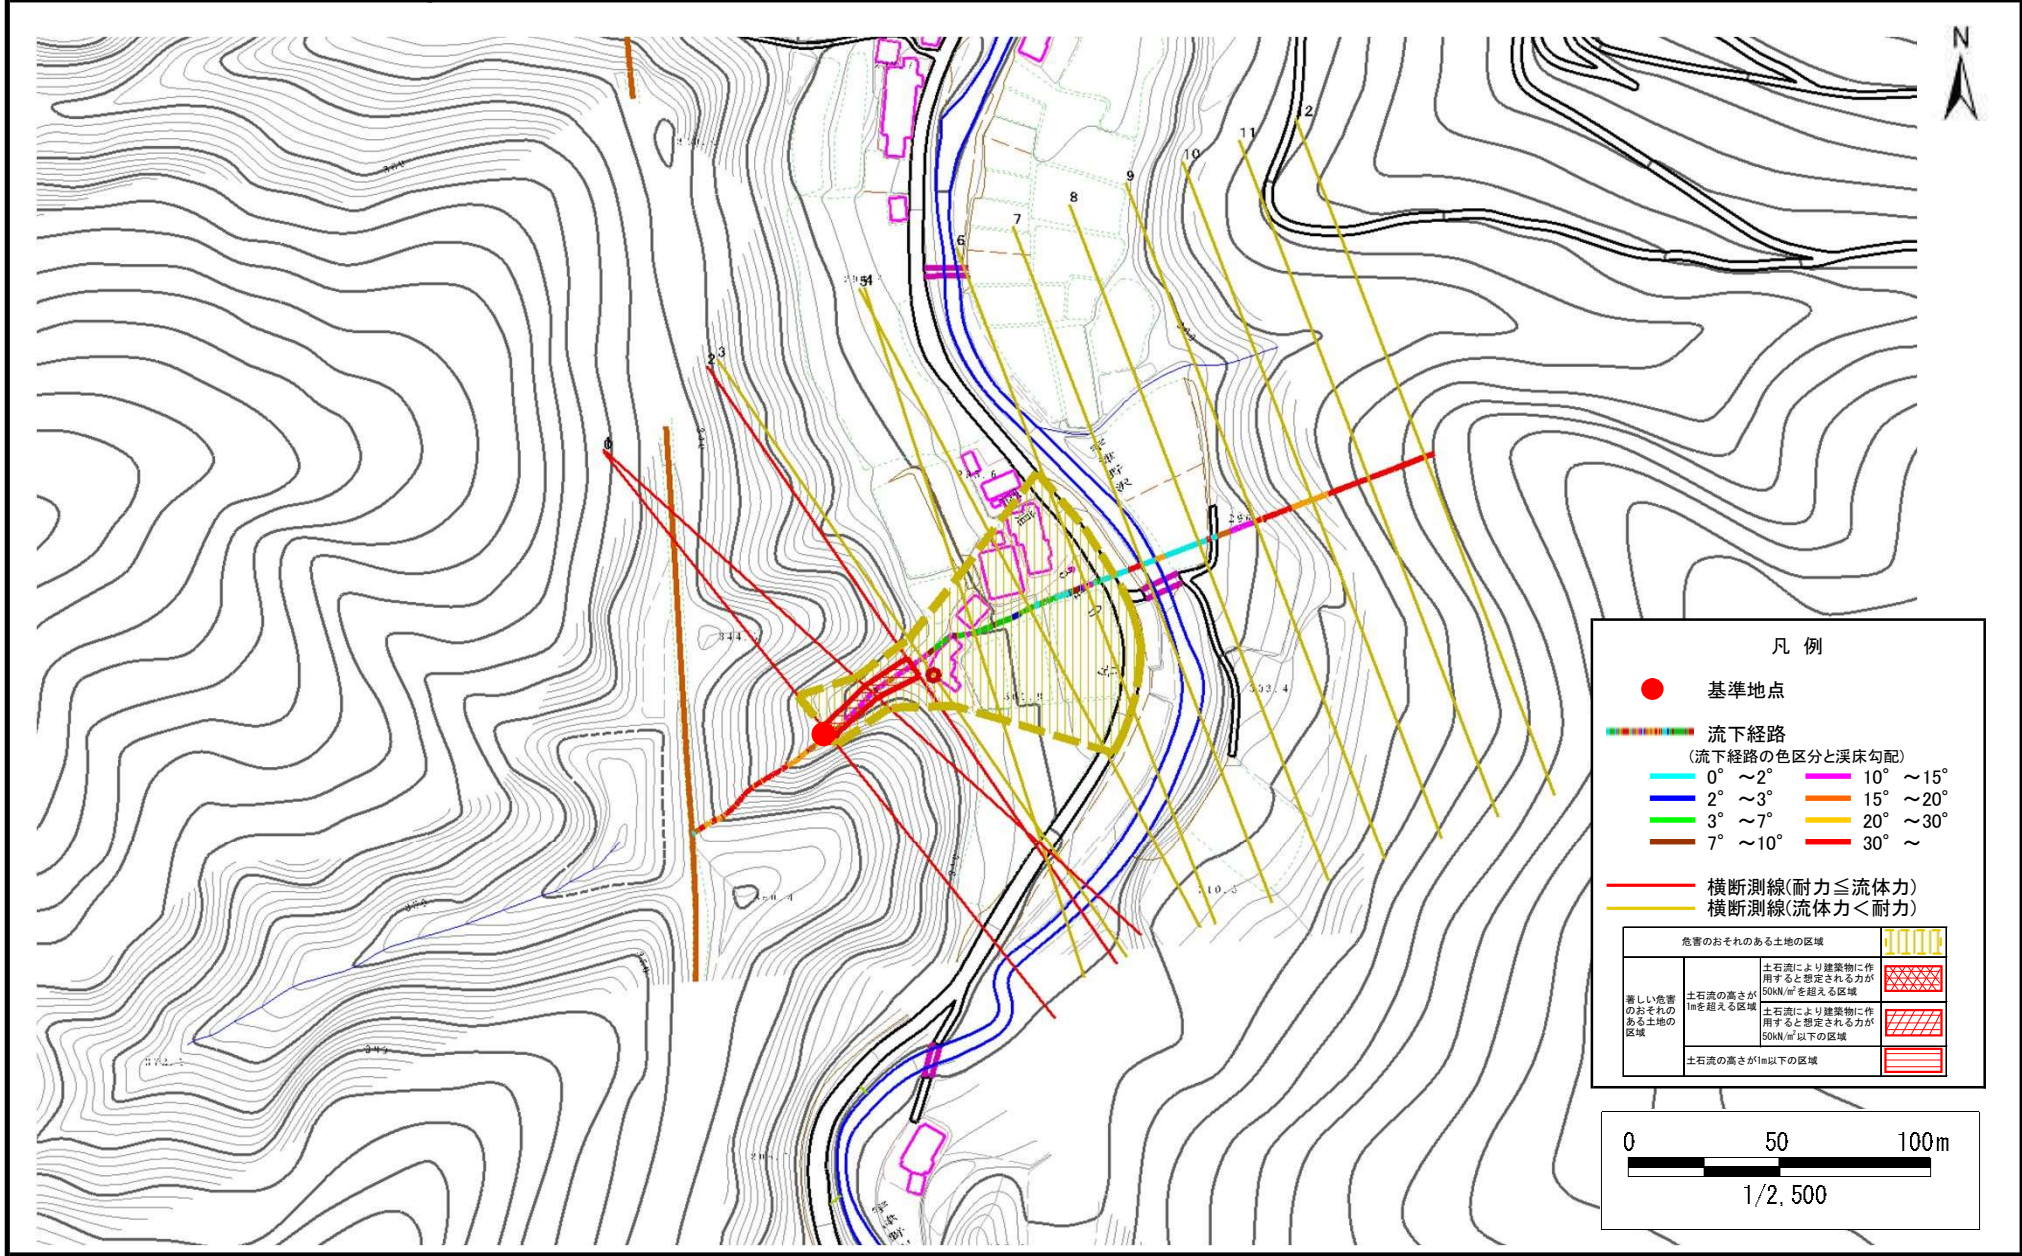 N
12
11
10
9
8
7
6
5
4
3
2
296
344.
303.4
310.5
凡 例
基準地点
流下経路
(流下経路の色区分と渓床勾配)
0° ～2°
10° ～15°
2° ～3°
15° ～20°
3° ～7°
20° ～30°
7° ～10°
30° ～
横断測線(耐力≦流体力)
横断測線(流体力＜耐力)
危害のおそれのある土地の区域
著しい危害
のおそれの
ある土地の
区域
土石流の高さが
1mを超える区域
土石流により建築物に作
用すると想定される力が
50kN/m²を超える区域
土石流により建築物に作
用すると想定される力が
50kN/m²以下の区域
土石流の高さが1m以下の区域
0 50 100m
1/2,500